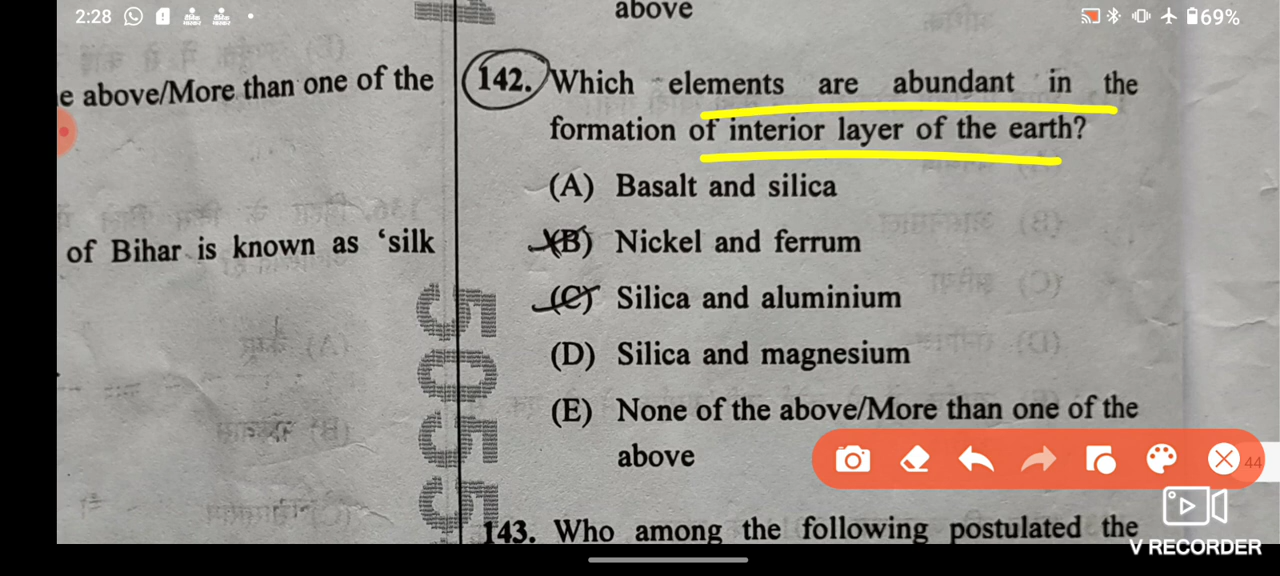 2:28
69%
above
e above/More than one of the
142. Which elements are abundant in the
formation of interior layer of the earth?
(A) Basalt and silica
of Bihar is known as ‘silk
(B) Nickel and ferrum
(C) Silica and aluminium
(D) Silica and magnesium
(E) None of the above/More than one of the
above
44
143. Who among the following postulated the
V RECORDER